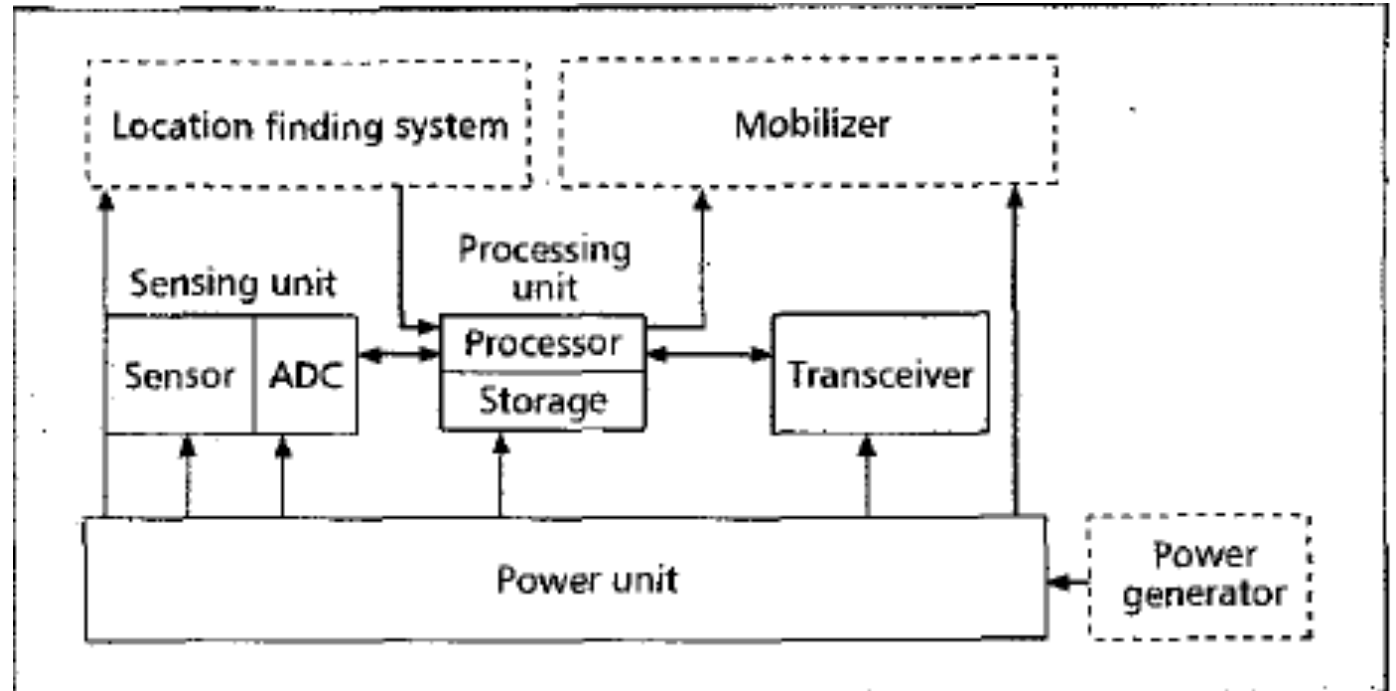 Location finding system
Mobilizer
Sensing unit
Processing
unit
Sensor
ADC
Processor
Storage
Transceiver
Power unit
Power
generator